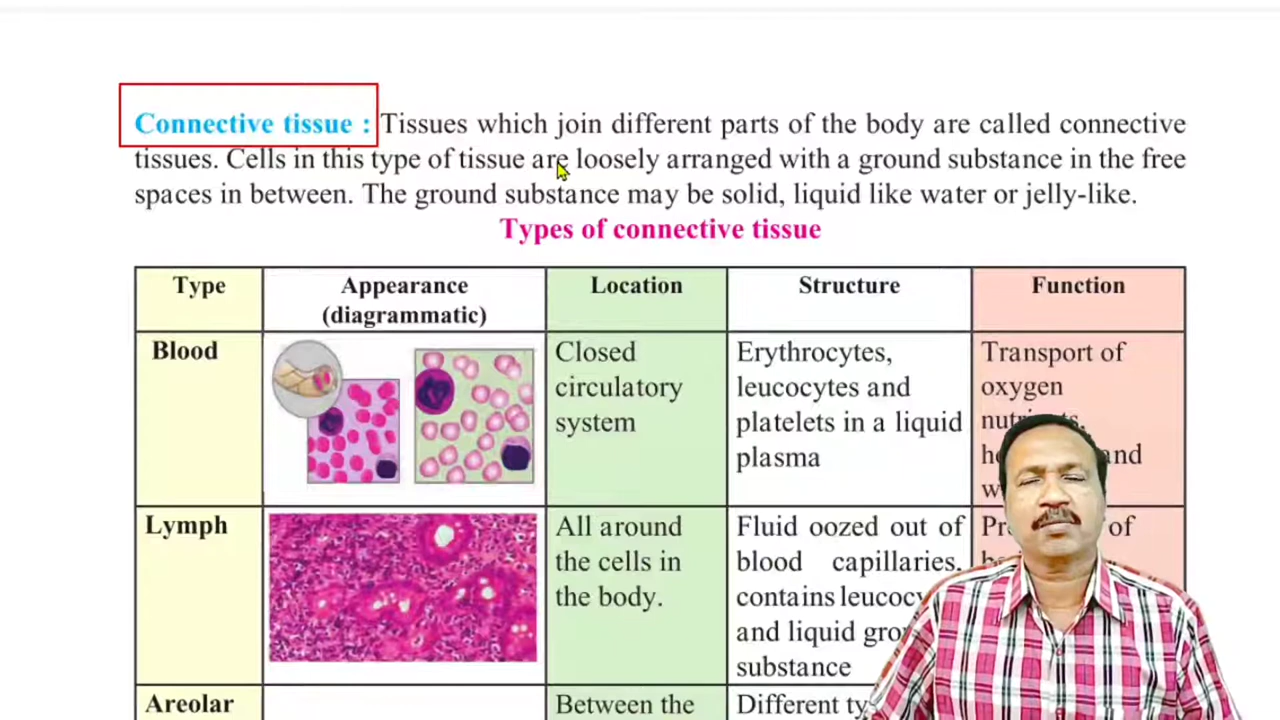 Connective tissue : Tissues which join different parts of the body are called connective
tissues. Cells in this type of tissue are loosely arranged with a ground substance in the free
spaces in between. The ground substance may be solid, liquid like water or jelly-like.
Types of connective tissue
Type
Appearance
(diagrammatic)
Location
Structure
Function
Blood
Closed
circulatory
system
Erythrocytes,
leucocytes and
platelets in a liquid
plasma
Transport of
oxygen
and
Lymph
All around
the cells in
the body.
Fluid oozed out of
blood capillaries,
contains
and liquid
substance
of
Areolar
Between the
Different